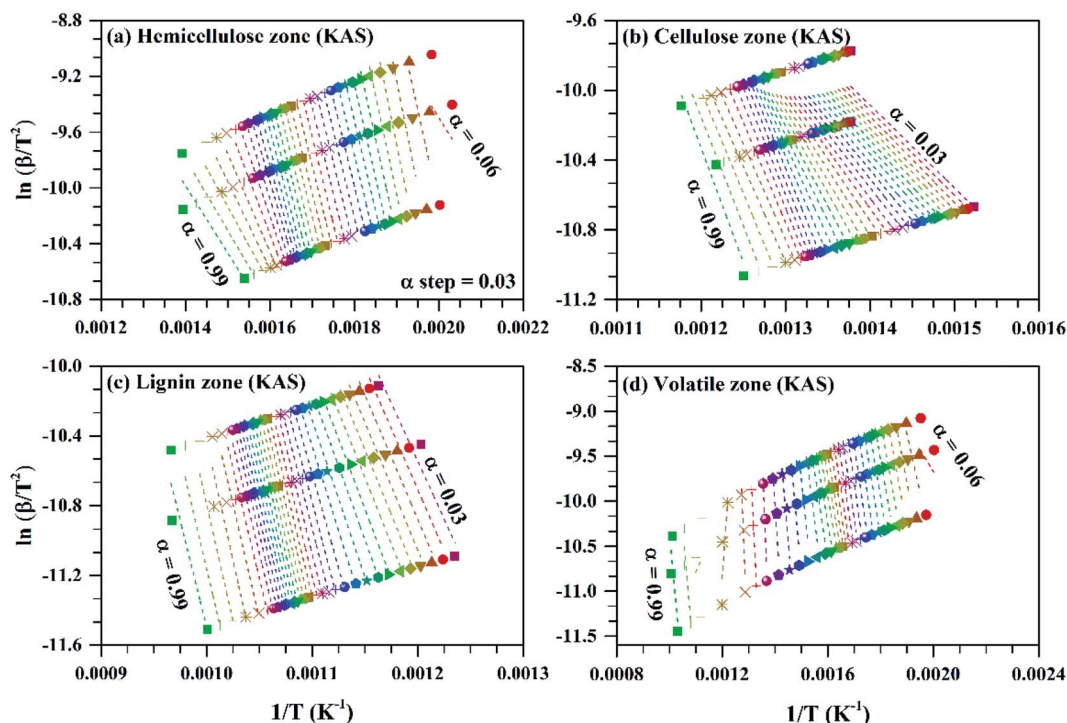 (a) Hemicellulose zone (KAS)
-8.8
-9.2
-9.6
-10.0
-10.4
-10.8
ln (β/T²)
α = 0.06
α = 0.99
α step = 0.03
0.0012 0.0014 0.0016 0.0018 0.0020 0.0022
(b) Cellulose zone (KAS)
-9.6
-10.0
-10.4
-10.8
-11.2
α = 0.03
α = 0.99
0.0011 0.0012 0.0013 0.0014 0.0015 0.0016
(c) Lignin zone (KAS)
-10.0
-10.4
-10.8
-11.2
-11.6
ln (β/T²)
α = 0.03
α = 0.99
0.0009 0.0010 0.0011 0.0012 0.0013
1/T (K⁻¹)
(d) Volatile zone (KAS)
-8.5
-9.0
-9.5
-10.0
-10.5
-11.0
-11.5
α = 0.06
α = 0.99
0.0008 0.0012 0.0016 0.0020 0.0024
1/T (K⁻¹)